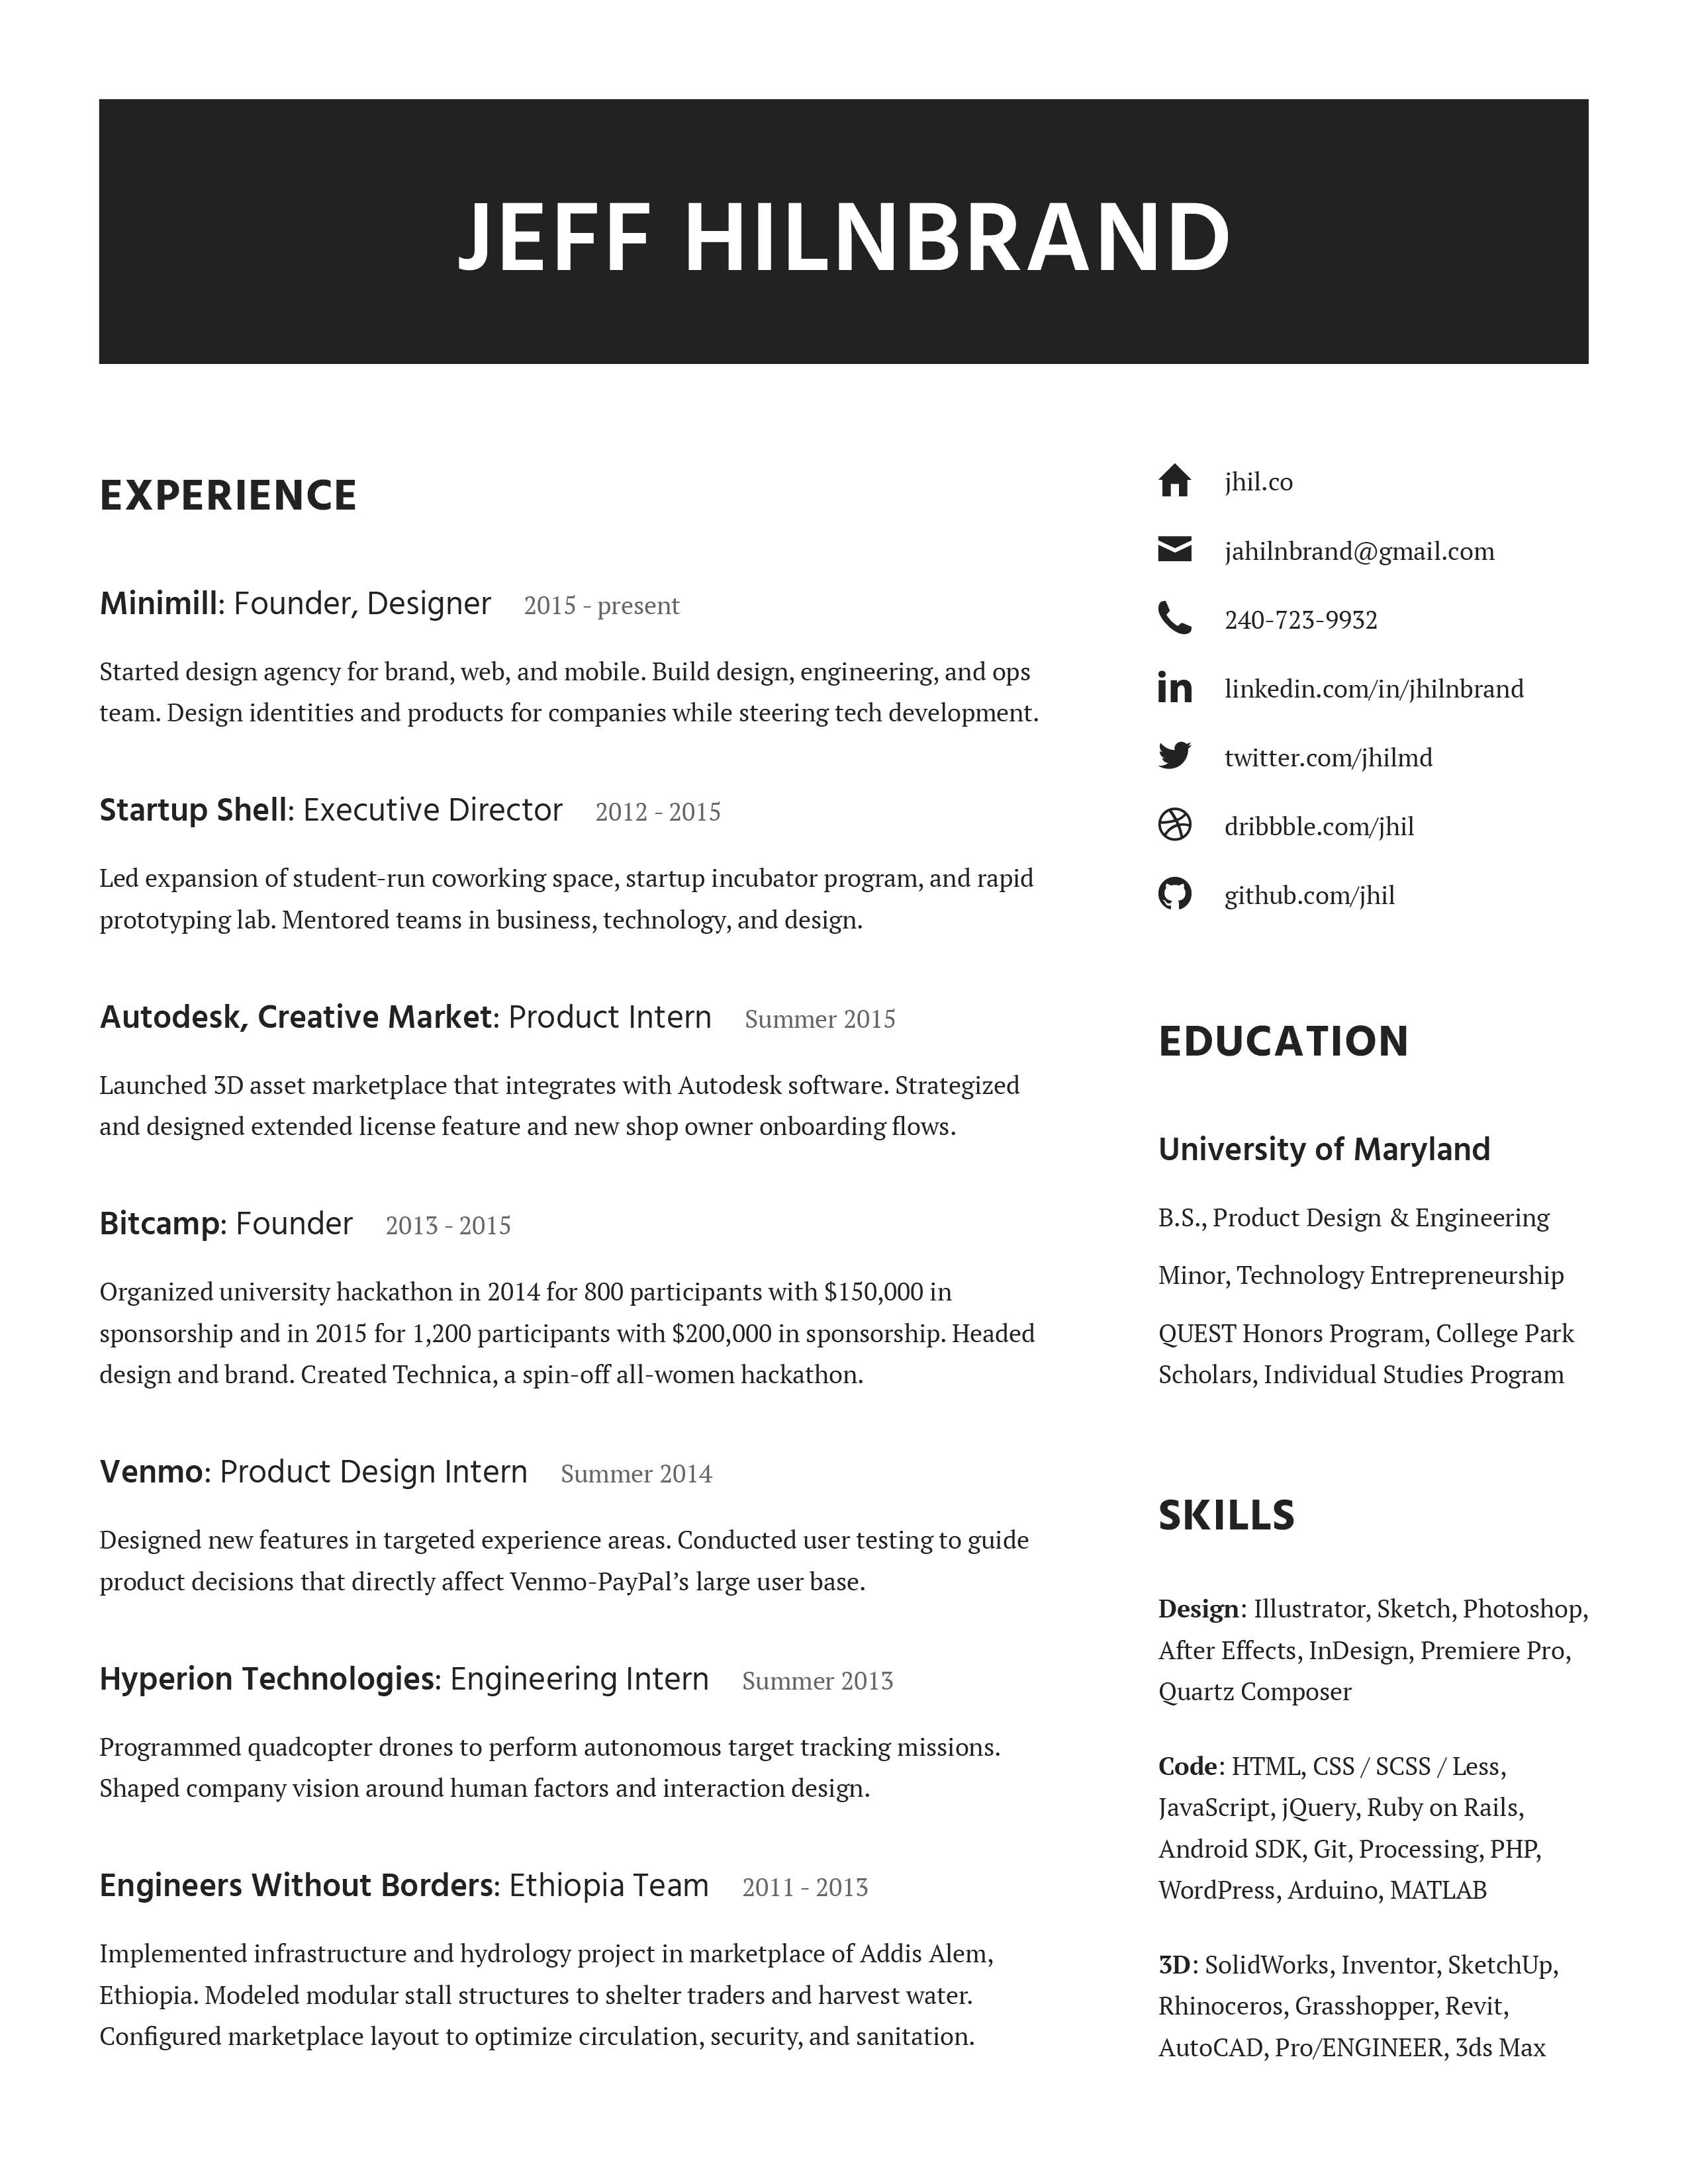 JEFF HILNBRAND
EXPERIENCE
Minimill: Founder, Designer 2015 - present
Started design agency for brand, web, and mobile. Build design, engineering, and ops
team. Design identities and products for companies while steering tech development.
Startup Shell: Executive Director 2012 - 2015
Led expansion of student-run coworking space, startup incubator program, and rapid
prototyping lab. Mentored teams in business, technology, and design.
Autodesk, Creative Market: Product Intern Summer 2015
Launched 3D asset marketplace that integrates with Autodesk software. Strategized
and designed extended license feature and new shop owner onboarding flows.
Bitcamp: Founder 2013 - 2015
Organized university hackathon in 2014 for 800 participants with $150,000 in
sponsorship and in 2015 for 1,200 participants with $200,000 in sponsorship. Headed
design and brand. Created Technica, a spin-off all-women hackathon.
Venmo: Product Design Intern Summer 2014
Designed new features in targeted experience areas. Conducted user testing to guide
product decisions that directly affect Venmo-PayPal’s large user base.
Hyperion Technologies: Engineering Intern Summer 2013
Programmed quadcopter drones to perform autonomous target tracking missions.
Shaped company vision around human factors and interaction design.
Engineers Without Borders: Ethiopia Team 2011 - 2013
Implemented infrastructure and hydrology project in marketplace of Addis Alem,
Ethiopia. Modeled modular stall structures to shelter traders and harvest water.
Configured marketplace layout to optimize circulation, security, and sanitation.
jhil.co
jahilnbrand@gmail.com
240-723-9932
linkedin.com/in/jhilnbrand
twitter.com/jhilmd
dribbble.com/jhil
github.com/jhil
EDUCATION
University of Maryland
B.S., Product Design & Engineering
Minor, Technology Entrepreneurship
QUEST Honors Program, College Park
Scholars, Individual Studies Program
SKILLS
Design: Illustrator, Sketch, Photoshop,
After Effects, InDesign, Premiere Pro,
Quartz Composer
Code: HTML, CSS / SCSS / Less,
JavaScript, jQuery, Ruby on Rails,
Android SDK, Git, Processing, PHP,
WordPress, Arduino, MATLAB
3D: SolidWorks, Inventor, SketchUp,
Rhinoceros, Grasshopper, Revit,
AutoCAD, Pro/ENGINEER, 3ds Max